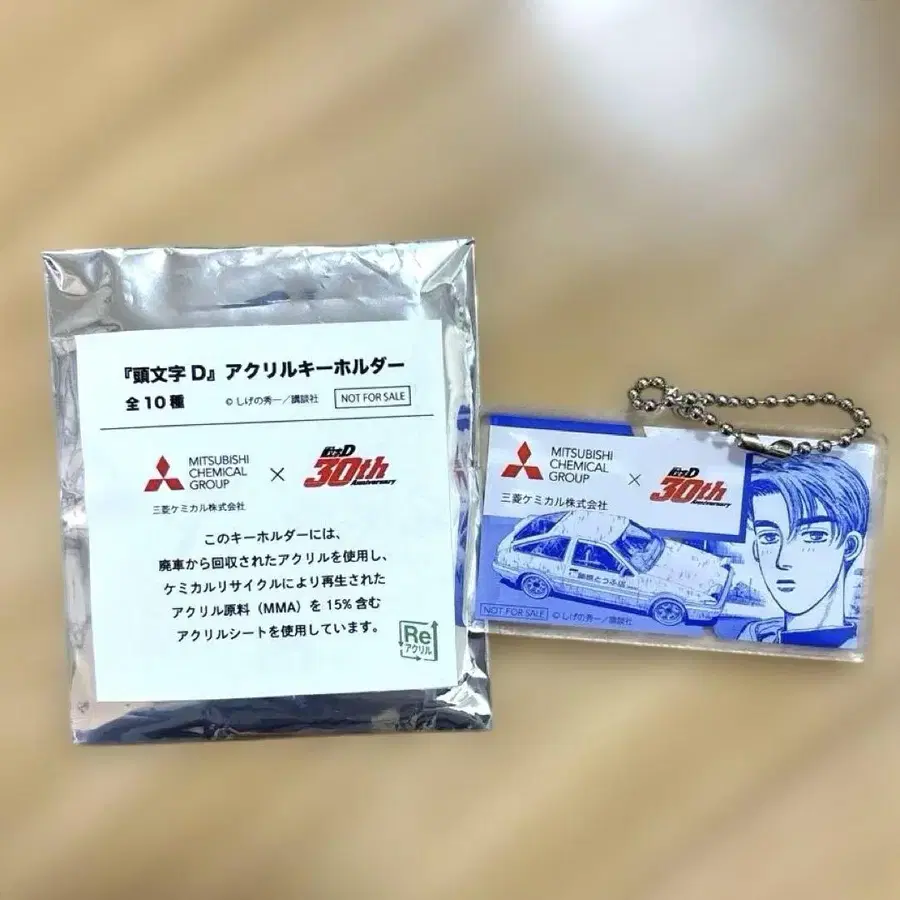 『頭文字D』アクリルキーホルダー
全10種 ©しげの秀一/講談社 NOT FOR SALE
MITSUBISHI
CHEMICAL
GROUP
×
頭文字D
30th
Anniversary
三菱ケミカル株式会社
このキーホルダーには、
廃車から回収されたアクリルを使用し、
ケミカルリサイクルにより再生された
アクリル原料(MMA)を15%含む
アクリルシートを使用しています。
Re
アクリル
MITSUBISHI
CHEMICAL
GROUP
×
頭文字D
30th
Anniversary
三菱ケミカル株式会社
藤原とうふ店
NOT FOR SALE ©しげの秀一/講談社